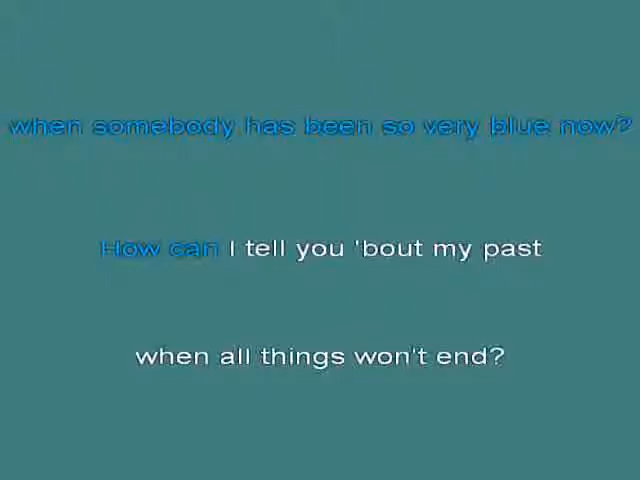 when somebody has been so very blue now?
How can I tell you 'bout my past
when all things won't end?